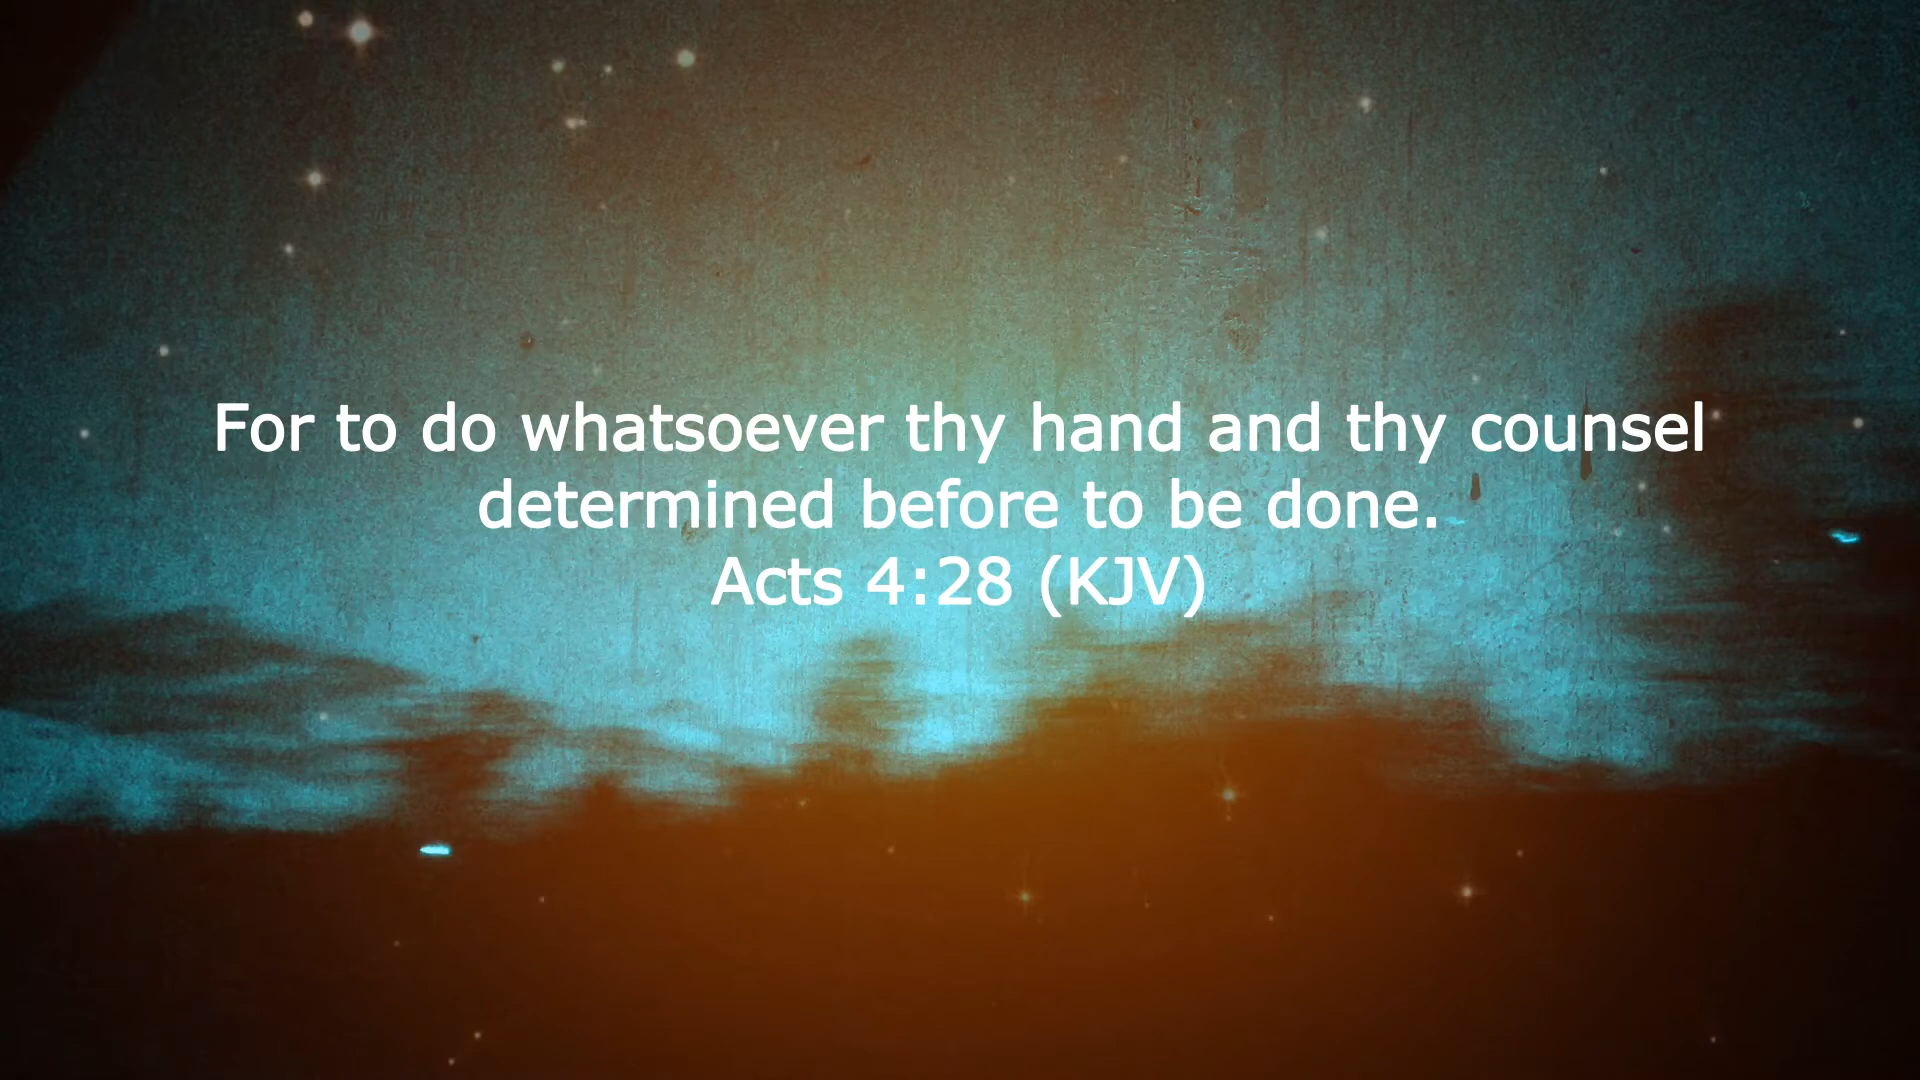 For to do whatsoever thy hand and thy counsel
determined before to be done.
Acts 4:28 (KJV)